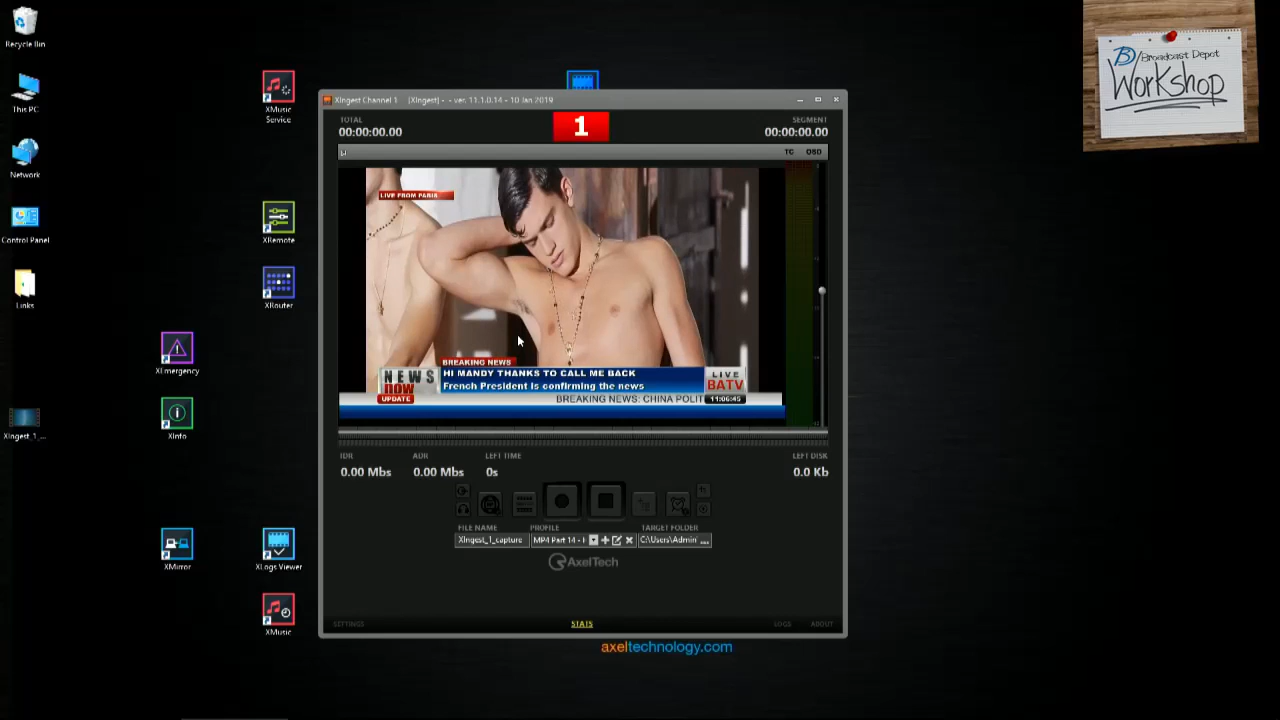 Recycle Bin
This PC
Network
Control Panel
Links
XIngest_1_...
XMusic
Service
XRemote
XRouter
XEmergency
XInfo
XMirror
XLogs Viewer
XMusic
XIngest Channel 1 [XIngest] - - ver. 11.1.0.14 - 10 Jan 2019
TOTAL
00:00:00.00
1
SEGMENT
00:00:00.00
TC OSD
LIVE FROM PARIS
BREAKING NEWS
NEWS
NOW
HI MANDY THANKS TO CALL ME BACK
French President is confirming the news
LIVE
BATV
UPDATE
BREAKING NEWS: CHINA POLIT
11:06:45
IDR
0.00 Mbs
ADR
0.00 Mbs
LEFT TIME
0s
LEFT DISK
0.0 Kb
FILE NAME
XIngest_1_capture
PROFILE
MP4 Part 14 -
TARGET FOLDER
C:\Users\Admin'
...
AxelTech
SETTINGS
STATS
LOGS
ABOUT
axeltechnology.com
Broadcast Depot
WORKSHOP